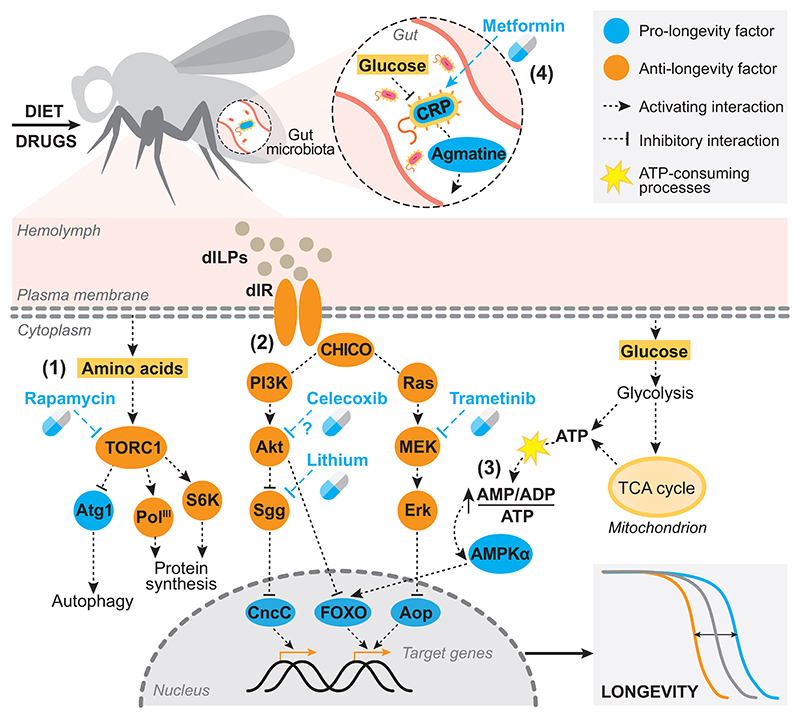 DIET
DRUGS
Gut
microbiota
Gut
Metformin
Glucose
(4)
CRP
Agmatine
Pro-longevity factor
Anti-longevity factor
Activating interaction
Inhibitory interaction
ATP-consuming
processes
Hemolymph
dILPs
dIR
Plasma membrane
Cytoplasm
(1)
Amino acids
Rapamycin
TORC1
Atg1
PolIII
S6K
Protein
synthesis
Autophagy
(2)
CHICO
PI3K
Ras
Celecoxib
?
Trametinib
Akt
MEK
Lithium
Sgg
Erk
(3)
AMP/ADP
ATP
AMPKα
Glucose
Glycolysis
ATP
TCA cycle
Mitochondrion
CncC
FOXO
Aop
Target genes
Nucleus
LONGEVITY